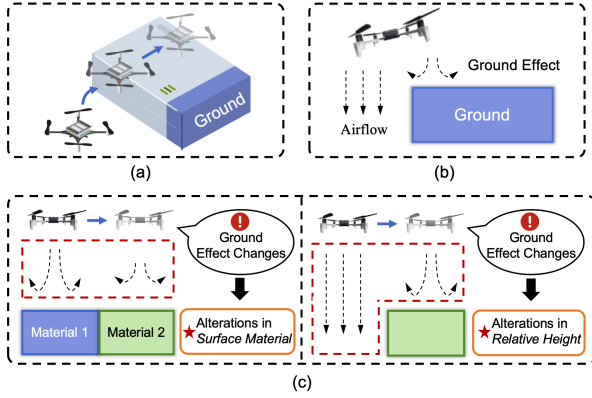 Ground
(a)
Ground Effect
Airflow
Ground
(b)
Ground
Effect Changes
Material 1
Material 2
Alterations in
Surface Material
Ground
Effect Changes
Alterations in
Relative Height
(c)